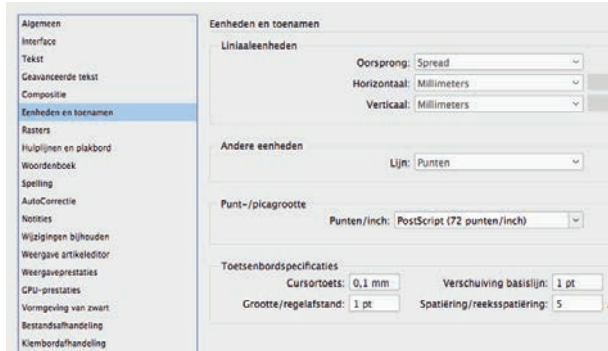 Algemeen
Interface
Tekst
Geavanceerde tekst
Compositie
Eenheden en toenamen
Rasters
Hulplijnen en plakbord
Woordenboek
Spelling
AutoCorrectie
Notities
Wijzigingen bijhouden
Weergave artikeleditor
Weergaveprestaties
GPU-prestaties
Vormgeving van zwart
Bestandsafhandeling
Klembordafhandeling
Eenheden en toenamen
Liniaaleenheden
Oorsprong: Spread
Horizontaal: Millimeters
Verticaal: Millimeters
Andere eenheden
Lijn: Punten
Punt-/picagrootte
Punten/inch: PostScript (72 punten/inch)
Toetsenbordspecificaties
Cursortoets: 0,1 mm Verschuiving basislijn: 1 pt
Grootte/regelafstand: 1 pt Spatiëring/reeksspatiëring: 5